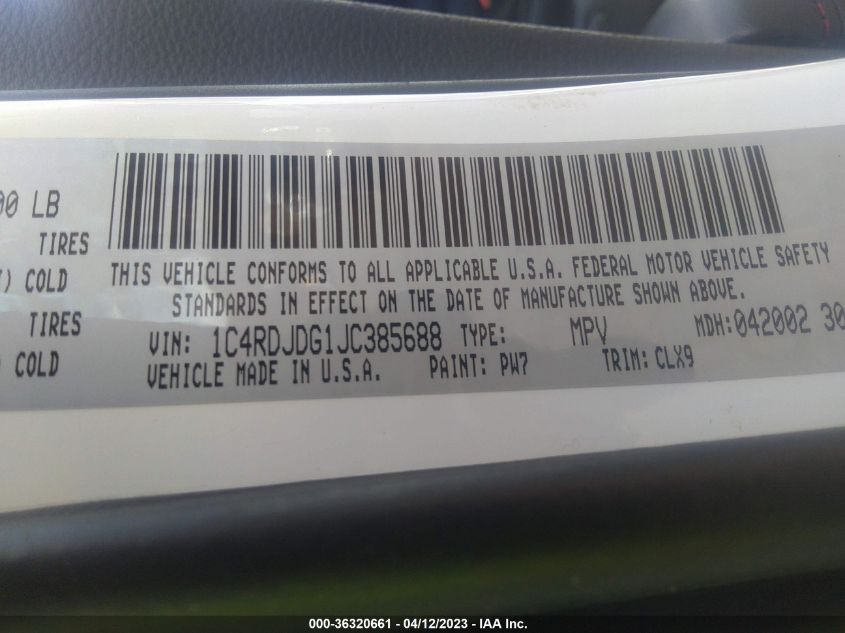 00 LB
TIRES
) COLD
TIRES
COLD
THIS VEHICLE CONFORMS TO ALL APPLICABLE U.S.A. FEDERAL MOTOR VEHICLE SAFETY
STANDARDS IN EFFECT ON THE DATE OF MANUFACTURE SHOWN ABOVE.
VIN: 1C4RDJDG1JC385688 TYPE: MPV MDH:042002 30
VEHICLE MADE IN U.S.A. PAINT: PW7 TRIM: CLX9
000-36320661 - 04/12/2023 - IAA Inc.